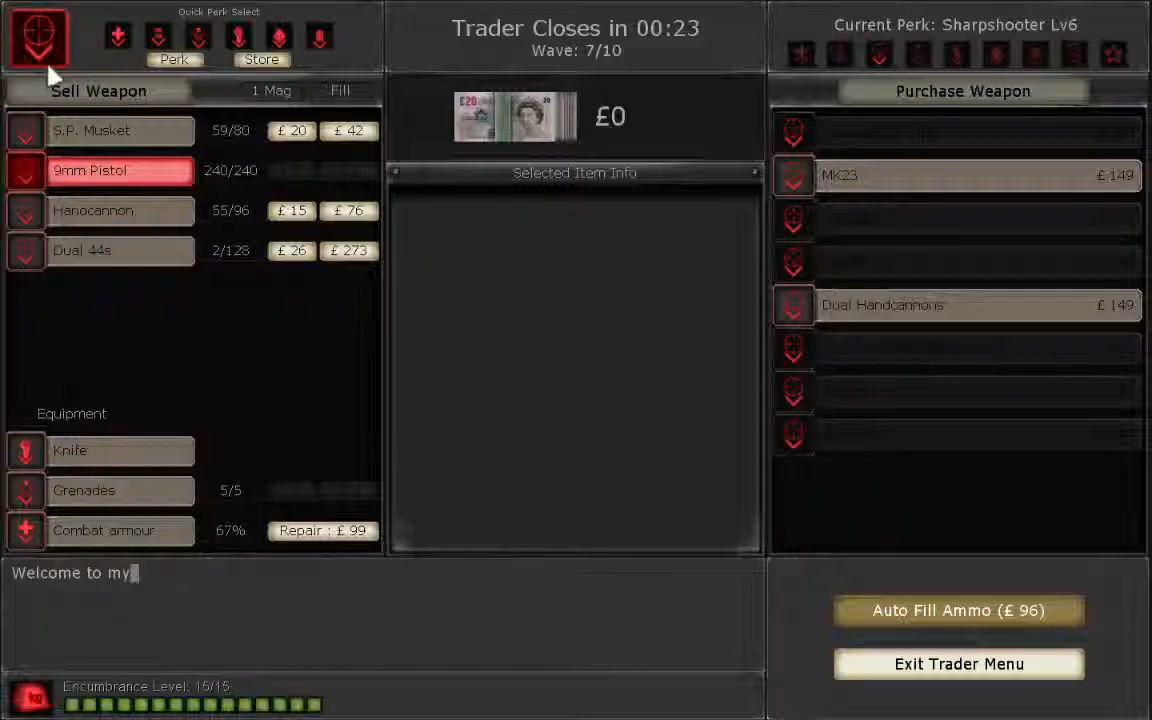 Quick Perk Select
Perk
Store
Trader Closes in 00:23
Wave: 7/10
Current Perk: Sharpshooter Lv6
Sell Weapon
1 Mag
Fill
S.P. Musket 59/80 £ 20 £ 42
9mm Pistol 240/240
Handcannon 55/96 £ 15 £ 76
Dual 44s 2/128 £ 26 £ 273
Equipment
Knife
Grenades 5/5
Combat armour 67% Repair : £ 99
£20
£0
Selected Item Info
Purchase Weapon
MK23 £ 149
Dual Handcannons £ 149
Welcome to my
Auto Fill Ammo (£ 96)
Exit Trader Menu
kg
Encumbrance Level: 15/15